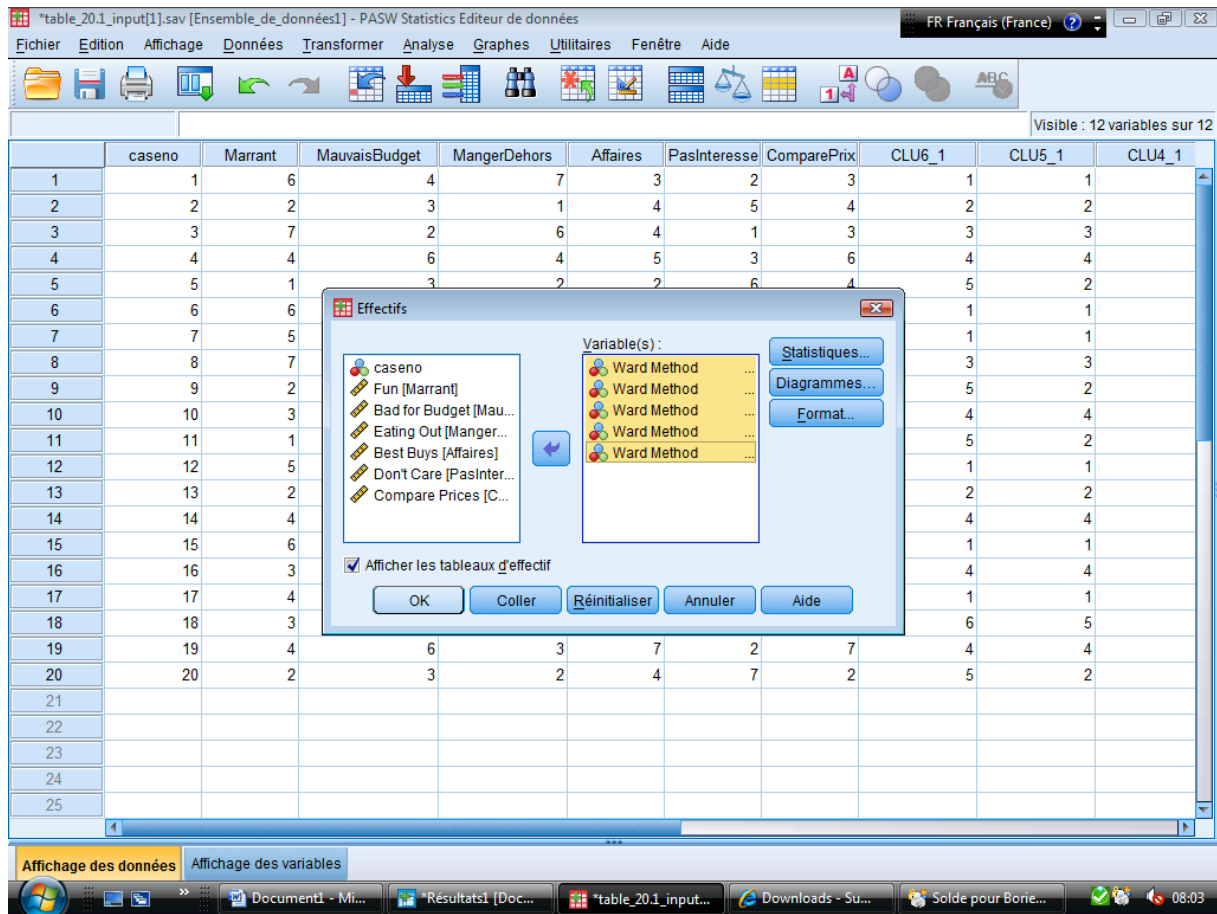 *table_20.1_input[1].sav [Ensemble_de_données1] - PASW Statistics Editeur de données
FR Français (France)
Fichier Edition Affichage Données Transformer Analyse Graphes Utilitaires Fenêtre Aide
Visible : 12 variables sur 12
caseno Marrant MauvaisBudget MangerDehors Affaires PasInteresse ComparePrix CLU6_1 CLU5_1 CLU4_1
1 1 6 4 7 3 2 3 1 1
2 2 2 3 1 4 5 4 2 2
3 3 7 2 6 4 1 3 3 3
4 4 4 6 4 5 3 6 4 4
5 5 1 3 2 2 6 4 5 2
6 6 6 1 1
7 7 5 1 1
8 8 7 3 3
9 9 2 5 2
10 10 3 4 4
11 11 1 5 2
12 12 5 1 1
13 13 2 2 2
14 14 4 4 4
15 15 6 1 1
16 16 3 4 4
17 17 4 1 1
18 18 3 6 5
19 19 4 6 3 7 2 7 4 4
20 20 2 3 2 4 7 2 5 2
21
22
23
24
25
Effectifs
Variable(s) :
caseno
Fun [Marrant]
Bad for Budget [Mau...
Eating Out [Manger...
Best Buys [Affaires]
Don't Care [PasInter...
Compare Prices [C...
Ward Method ...
Ward Method ...
Ward Method ...
Ward Method ...
Ward Method ...
Statistiques...
Diagrammes...
Format...
Afficher les tableaux d'effectif
OK Coller Réinitialiser Annuler Aide
Affichage des données Affichage des variables
Document1 - Mi... *Résultats1 [Doc... *table_20.1_input... Downloads - Su... Solde pour Borie... 08:03